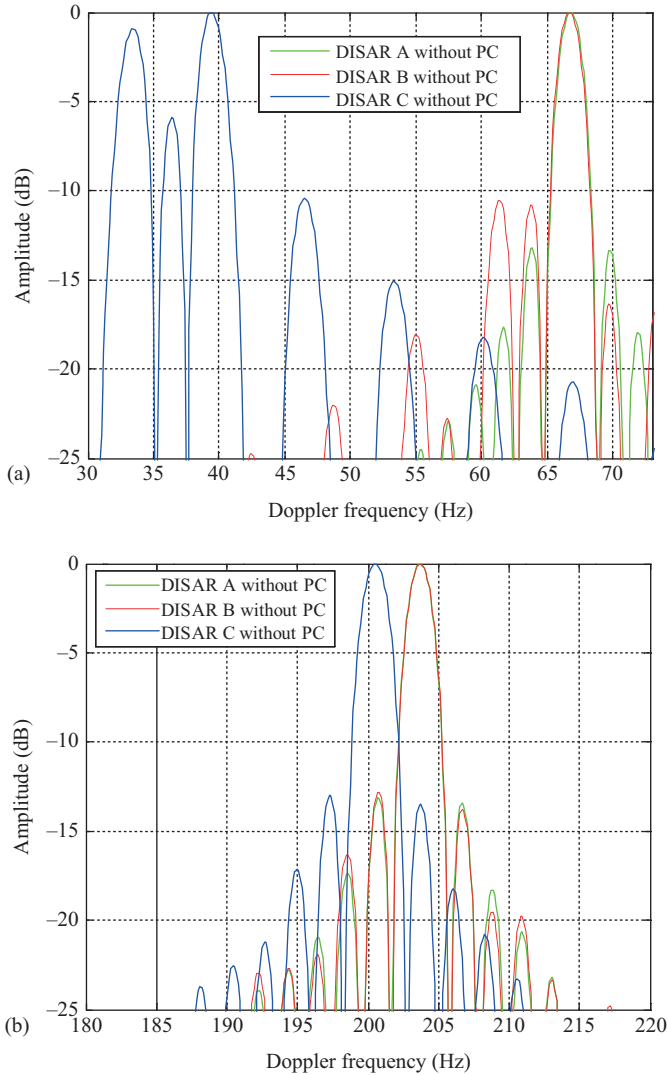 0
−5
−10
−15
−20
−25
Amplitude (dB)
DISAR A without PC
DISAR B without PC
DISAR C without PC
30 35 40 45 50 55 60 65 70
(a)
Doppler frequency (Hz)
0
−5
−10
−15
−20
−25
Amplitude (dB)
DISAR A without PC
DISAR B without PC
DISAR C without PC
180 185 190 195 200 205 210 215 220
(b)
Doppler frequency (Hz)